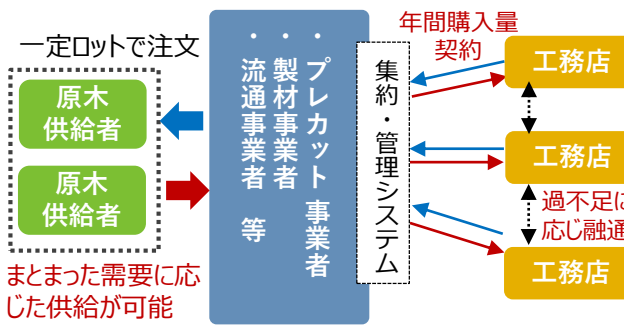 一定ロットで注文
原木
供給者
原木
供給者
まとまった需要に応
じた供給が可能
・プレカット事業者
・製材事業者
・流通事業者 等
集約・管理システム
年間購入量
契約
工務店
工務店
過不足に
応じ融通
工務店